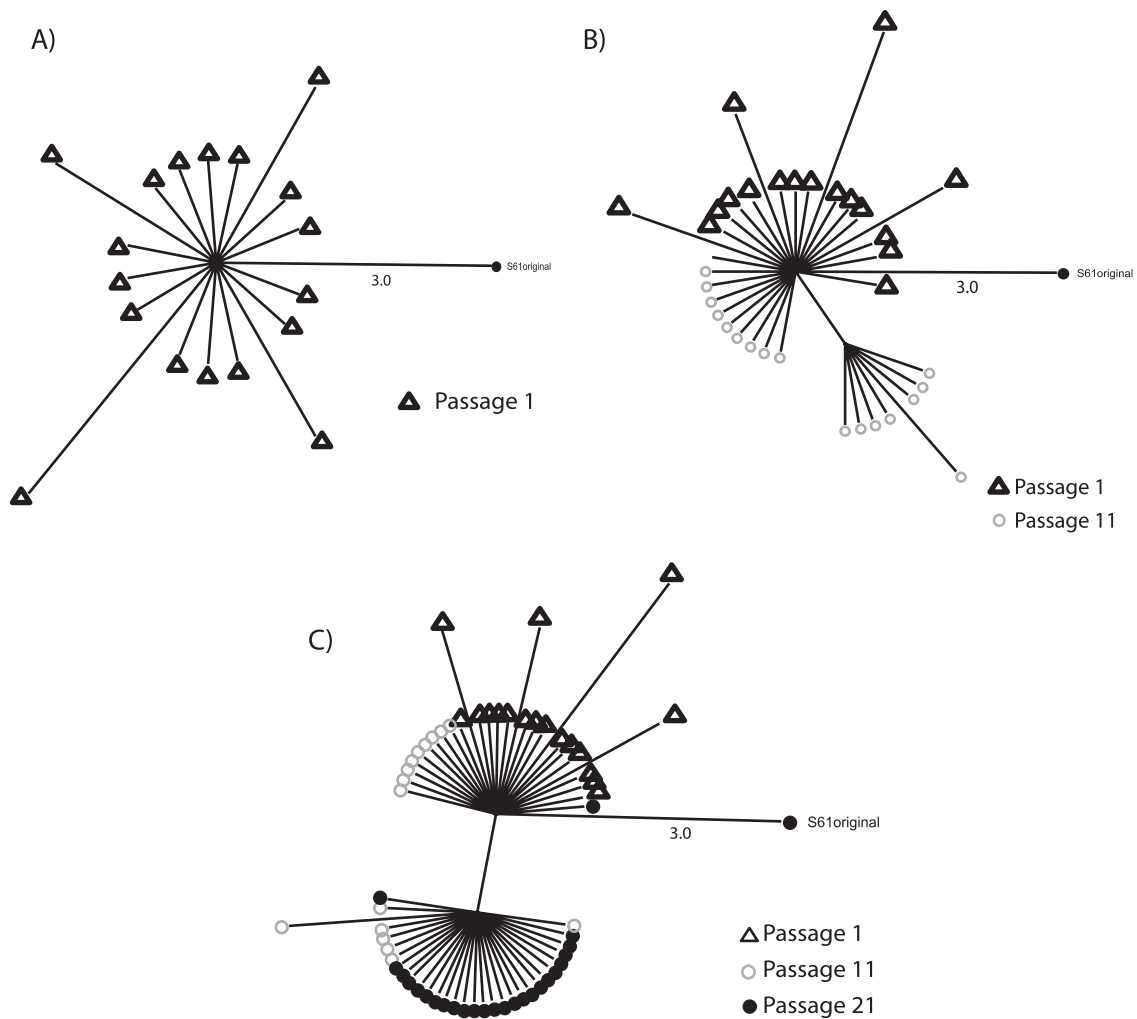 A)
S61original
3.0
Passage 1
B)
S61original
3.0
Passage 1
Passage 11
C)
S61original
3.0
Passage 1
Passage 11
Passage 21